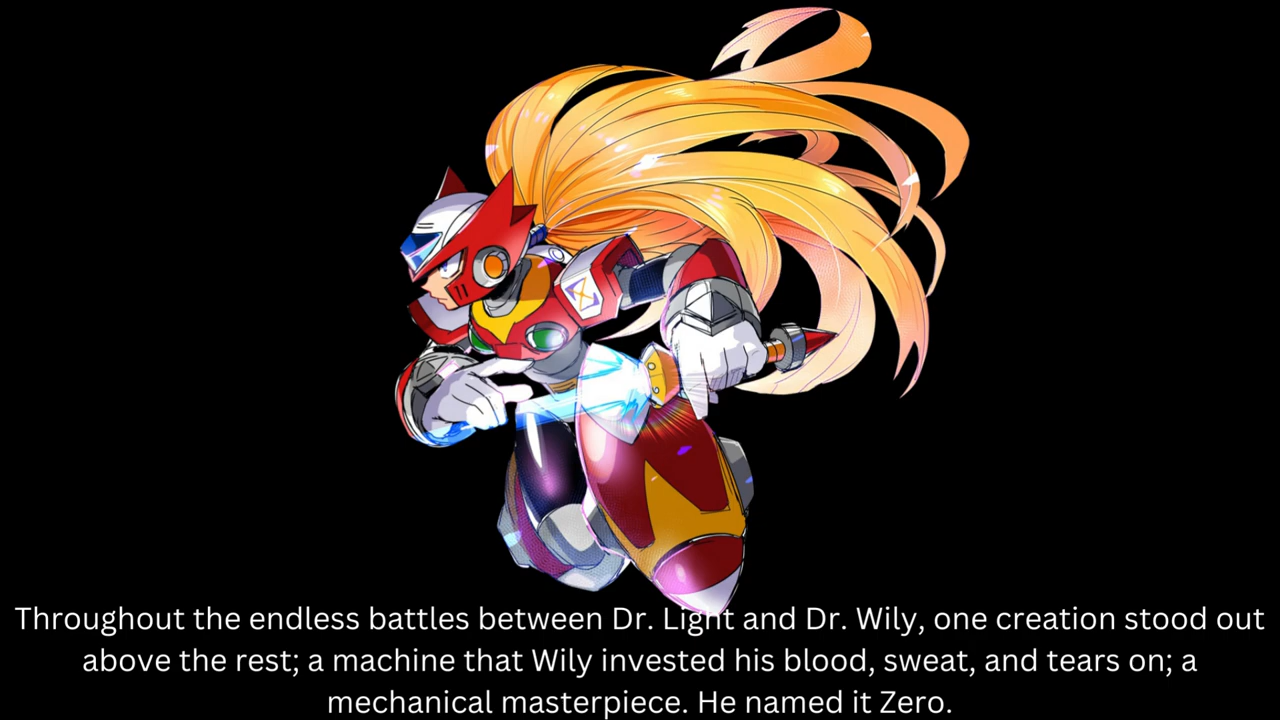 Throughout the endless battles between Dr. Light and Dr. Wily, one creation stood out
above the rest; a machine that Wily invested his blood, sweat, and tears on; a
mechanical masterpiece. He named it Zero.